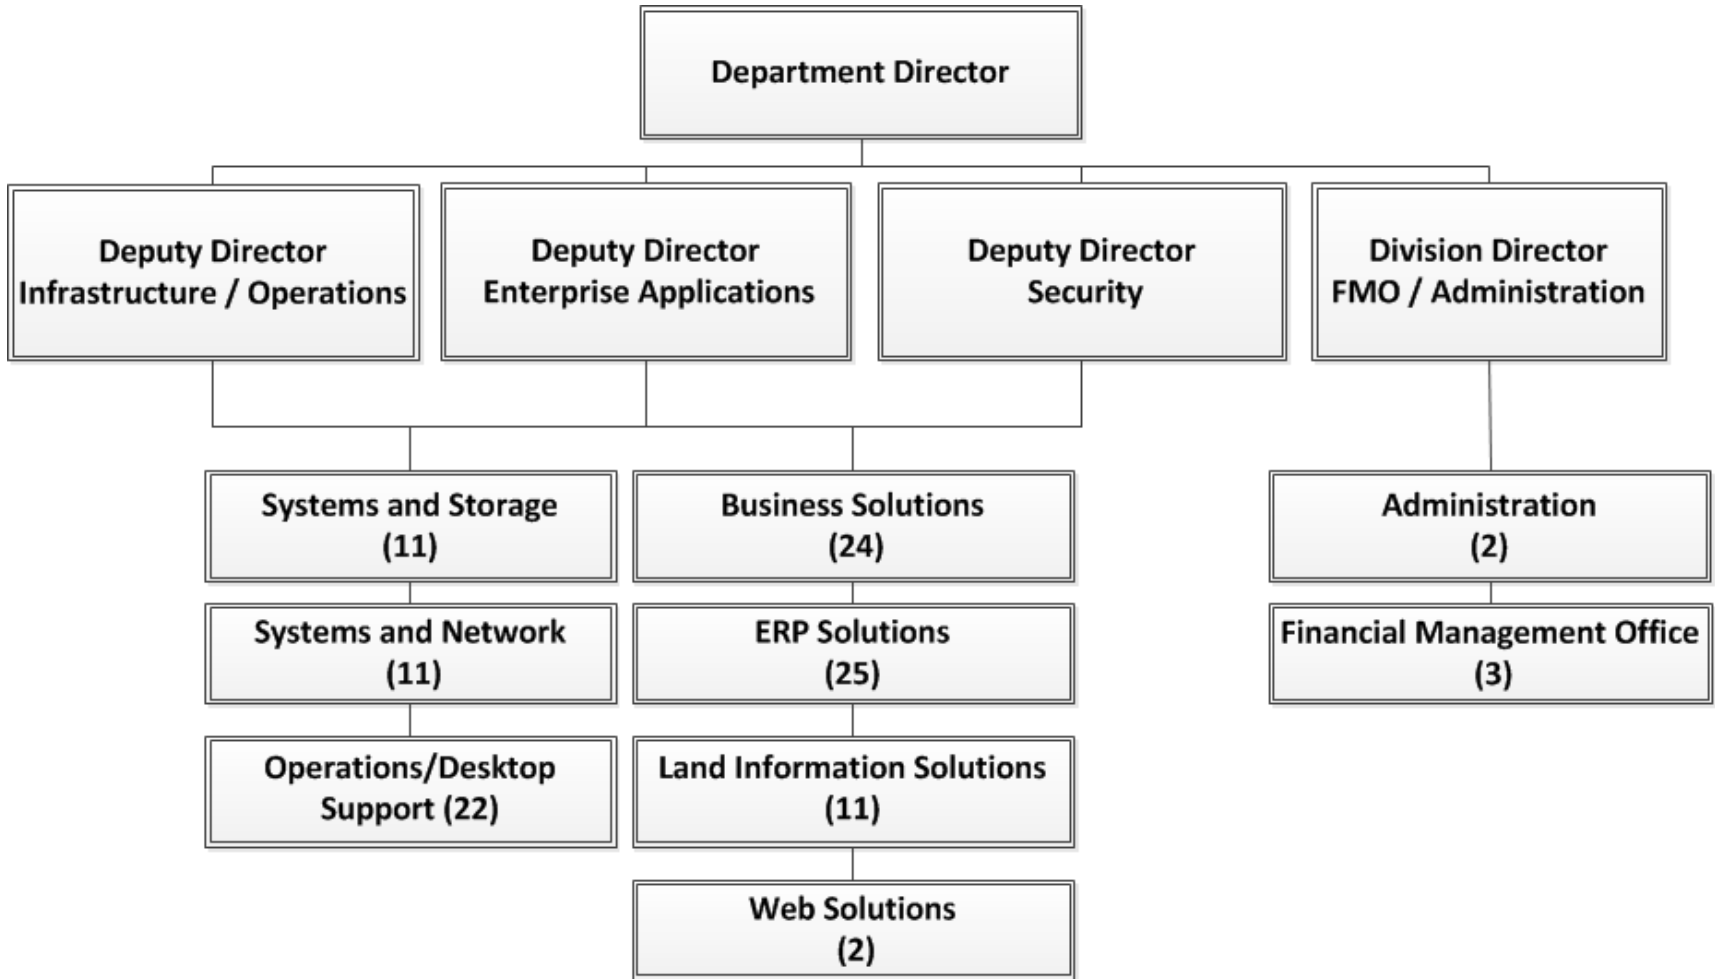 Department Director
Deputy Director
Infrastructure / Operations
Deputy Director
Enterprise Applications
Deputy Director
Security
Division Director
FMO / Administration
Systems and Storage
(11)
Business Solutions
(24)
Administration
(2)
Systems and Network
(11)
ERP Solutions
(25)
Financial Management Office
(3)
Operations/Desktop
Support (22)
Land Information Solutions
(11)
Web Solutions
(2)